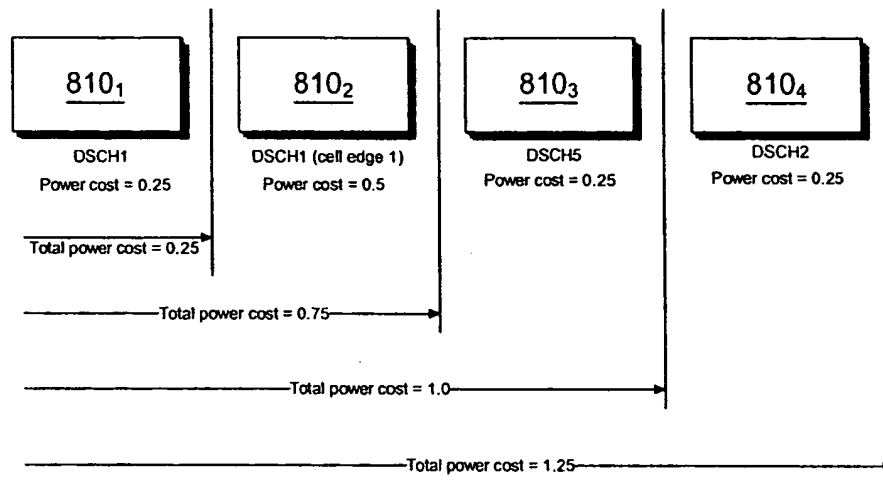 810₁
810₂
810₃
810₄
DSCH1
DSCH1 (cell edge 1)
DSCH5
DSCH2
Power cost = 0.25
Power cost = 0.5
Power cost = 0.25
Power cost = 0.25
Total power cost = 0.25
Total power cost = 0.75
Total power cost = 1.0
Total power cost = 1.25